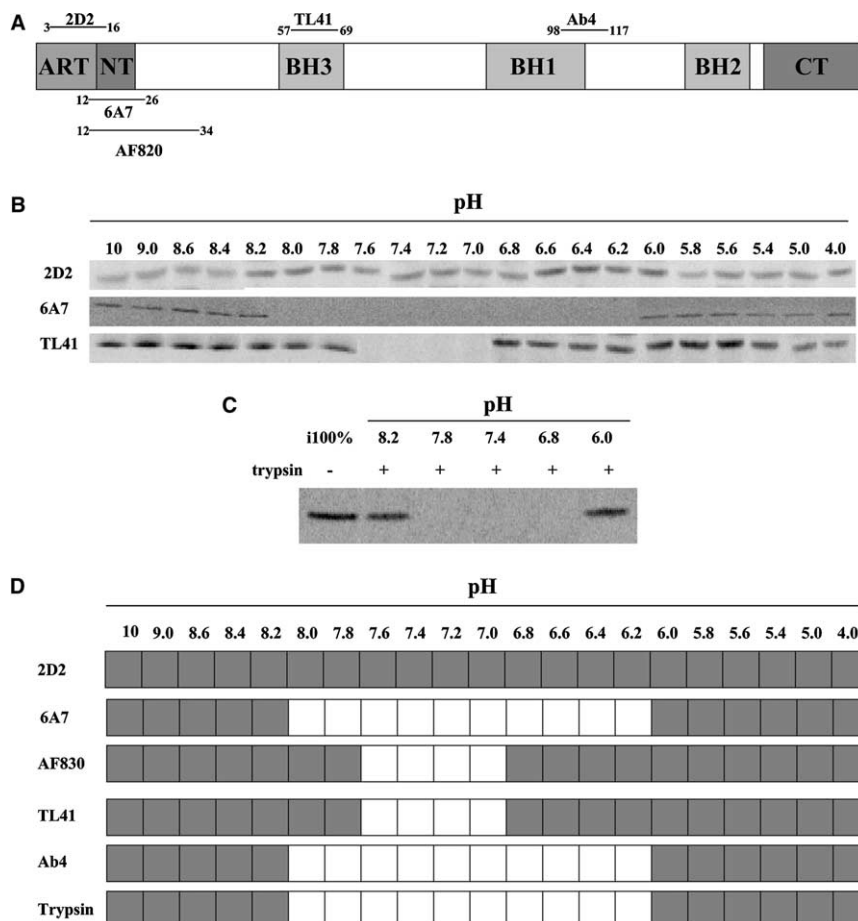 A
2D2
TL41
Ab4
3 16
57 69
98 117
ART NT BH3 BH1 BH2 CT
12 26
6A7
12 34
AF820
B
pH
10 9.0 8.6 8.4 8.2 8.0 7.8 7.6 7.4 7.2 7.0 6.8 6.6 6.4 6.2 6.0 5.8 5.6 5.4 5.0 4.0
2D2
6A7
TL41
C
pH
i100% 8.2 7.8 7.4 6.8 6.0
trypsin - + + + + +
D
pH
10 9.0 8.6 8.4 8.2 8.0 7.8 7.6 7.4 7.2 7.0 6.8 6.6 6.4 6.2 6.0 5.8 5.6 5.4 5.0 4.0
2D2
6A7
AF830
TL41
Ab4
Trypsin